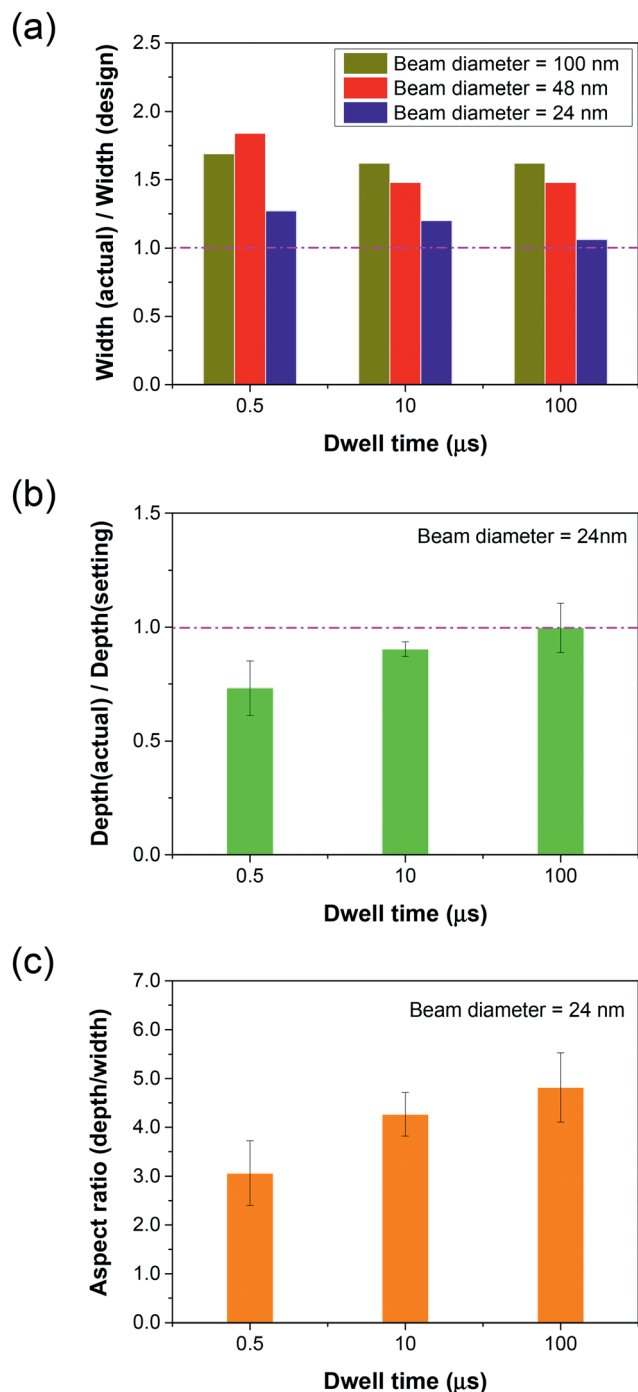 (a)
Width (actual) / Width (design)
2.5
2.0
1.5
1.0
0.5
0.0
Beam diameter = 100 nm
Beam diameter = 48 nm
Beam diameter = 24 nm
0.5 10 100
Dwell time (μs)
(b)
Depth(actual) / Depth(setting)
1.5
1.0
0.5
0.0
Beam diameter = 24nm
0.5 10 100
Dwell time (μs)
(c)
Aspect ratio (depth/width)
7.0
6.0
5.0
4.0
3.0
2.0
1.0
0.0
Beam diameter = 24 nm
0.5 10 100
Dwell time (μs)